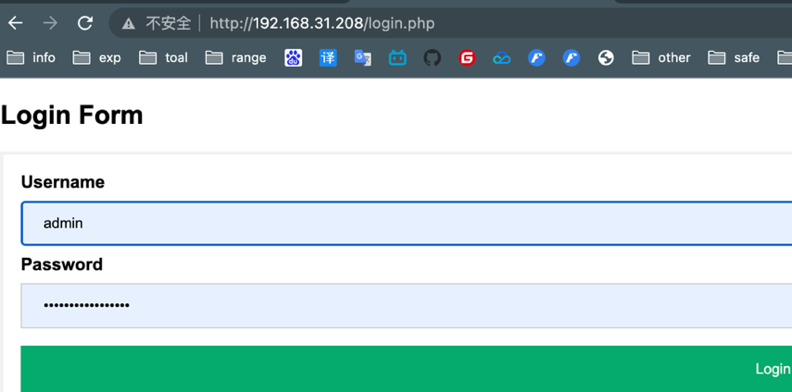 不安全 http://192.168.31.208/login.php
info exp toal range 译 G other safe
Login Form
Username
admin
Password
•••••••••••••••••
Login